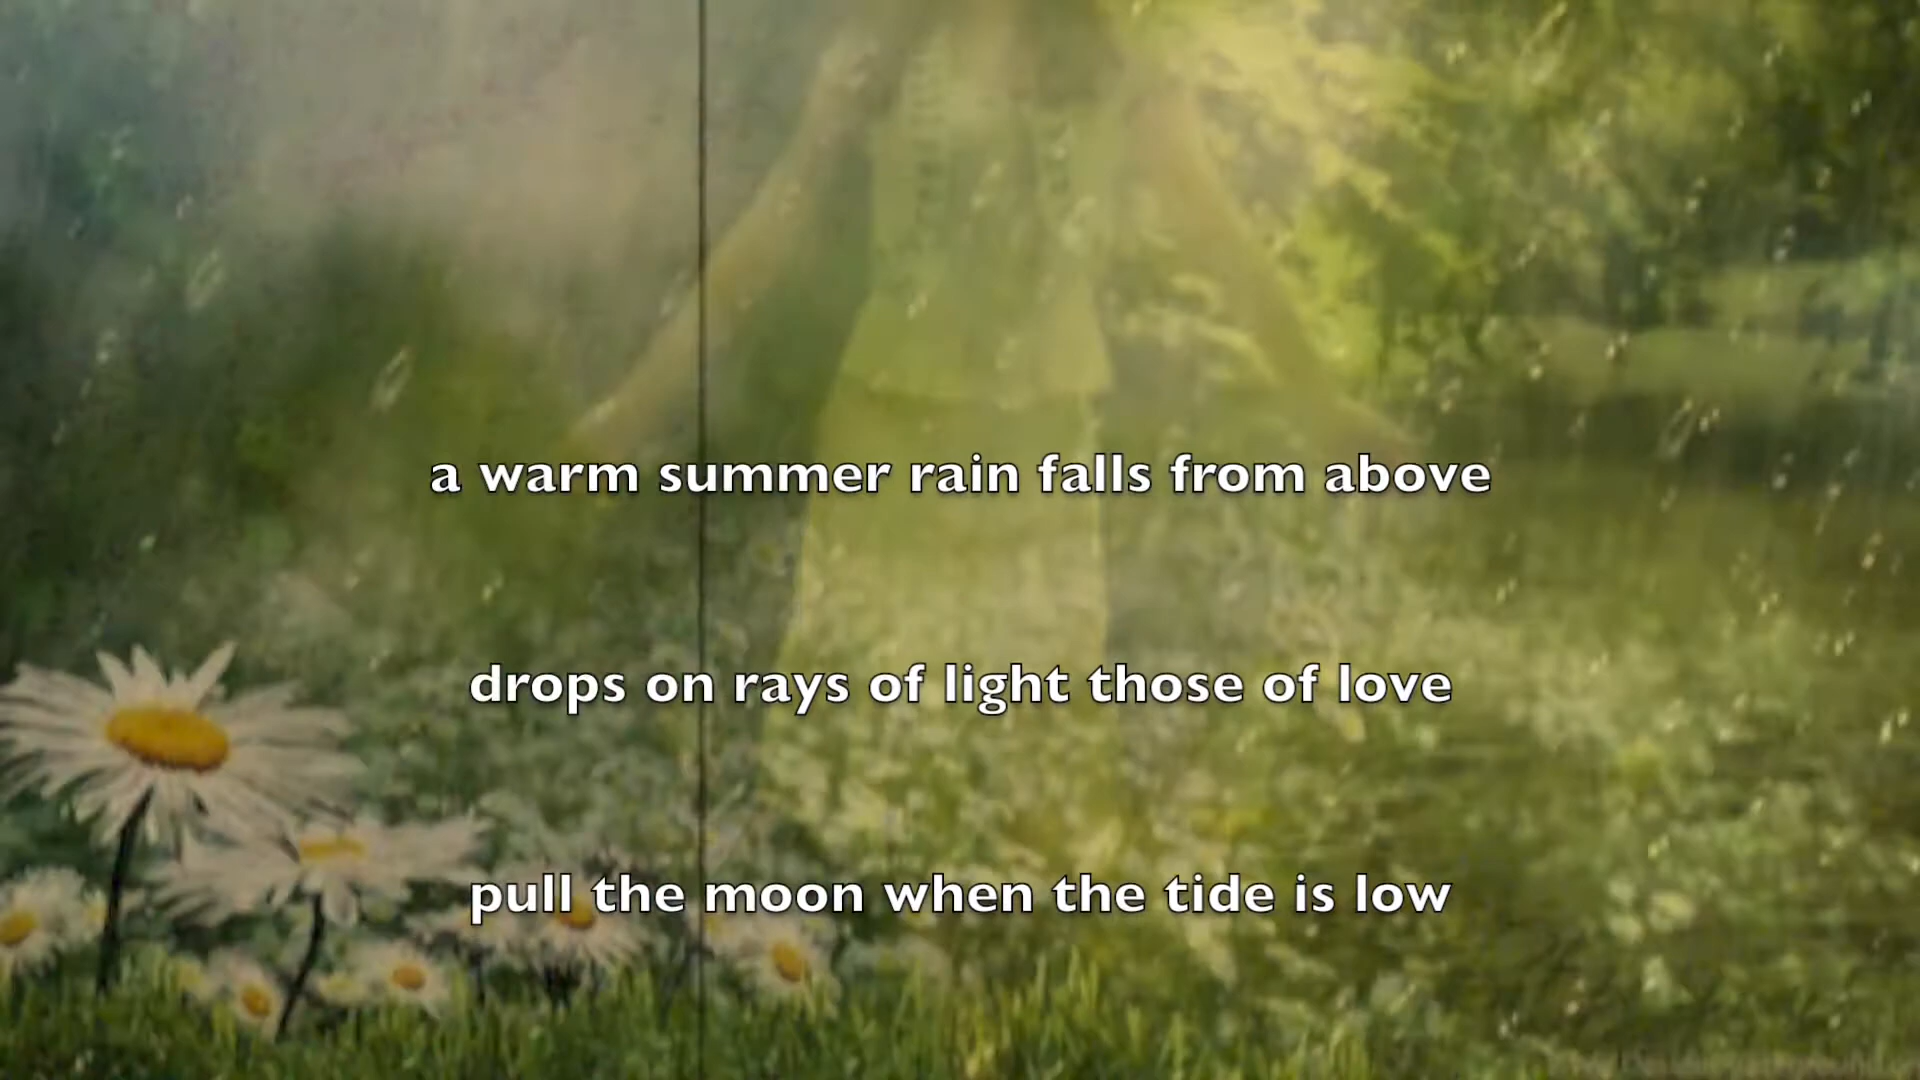 a warm summer rain falls from above
drops on rays of light those of love
pull the moon when the tide is low